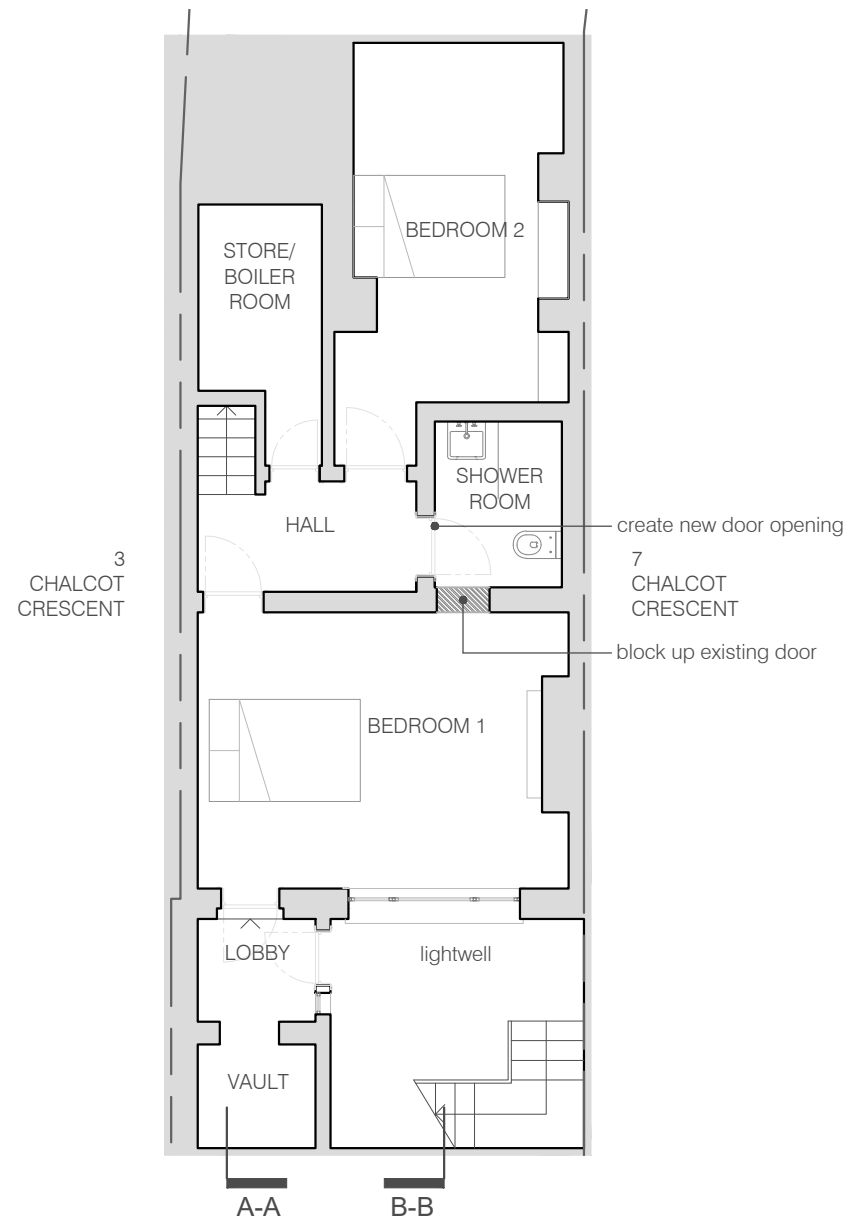 BEDROOM 2
STORE/
BOILER
ROOM
SHOWER
ROOM
HALL
create new door opening
3
CHALCOT
CRESCENT
7
CHALCOT
CRESCENT
block up existing door
BEDROOM 1
LOBBY
lightwell
VAULT
A-A
B-B